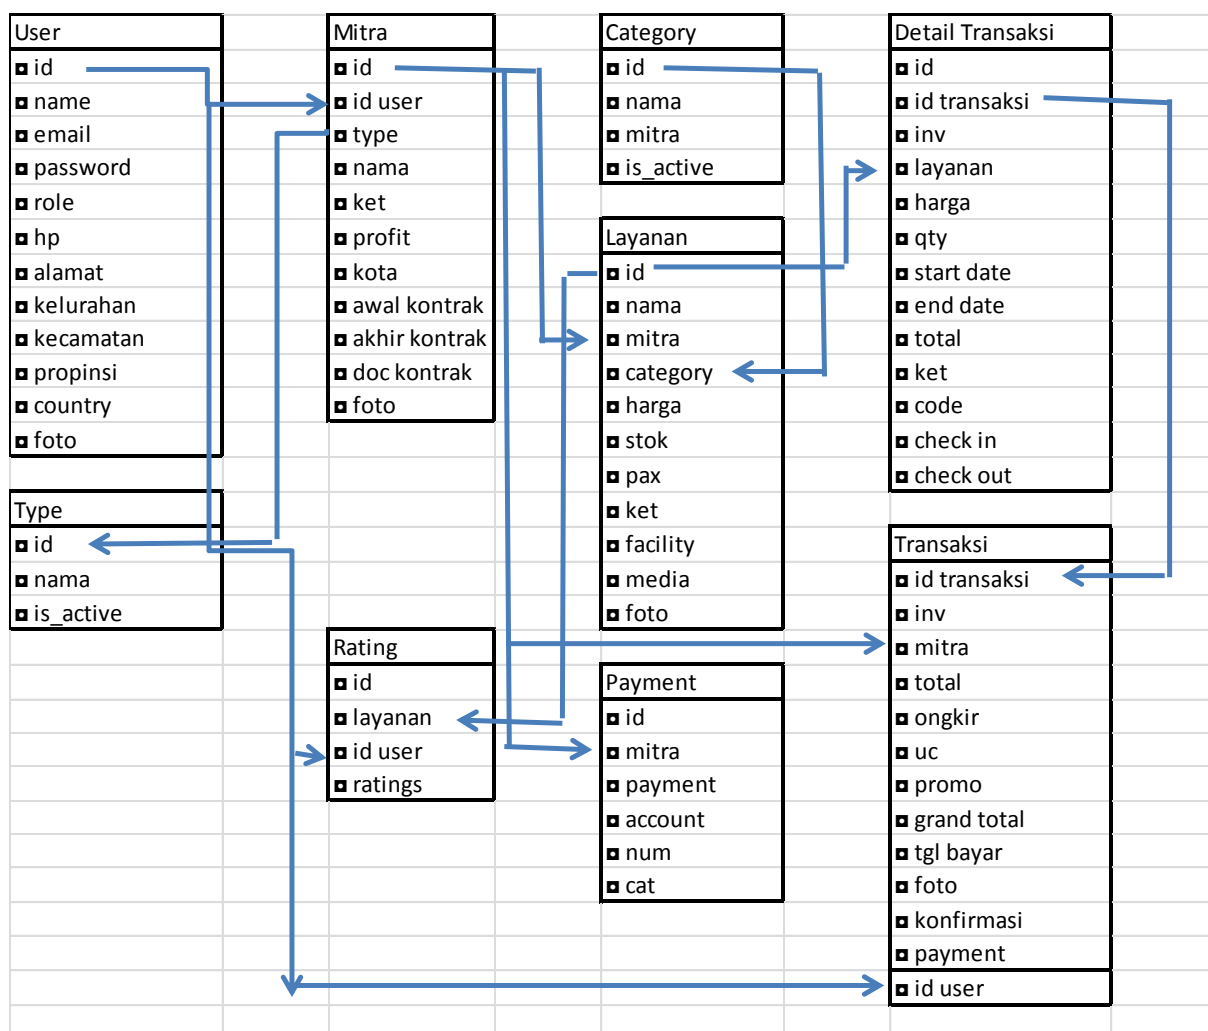 User
id
name
email
password
role
hp
alamat
kelurahan
kecamatan
propinsi
country
foto
Type
id
nama
is_active
Mitra
id
id user
type
nama
ket
profit
kota
awal kontrak
akhir kontrak
doc kontrak
foto
Rating
id
layanan
id user
ratings
Category
id
nama
mitra
is_active
Layanan
id
nama
mitra
category
harga
stok
pax
ket
facility
media
foto
Payment
id
mitra
payment
account
num
cat
Detail Transaksi
id
id transaksi
inv
layanan
harga
qty
start date
end date
total
ket
code
check in
check out
Transaksi
id transaksi
inv
mitra
total
ongkir
uc
promo
grand total
tgl bayar
foto
konfirmasi
payment
id user